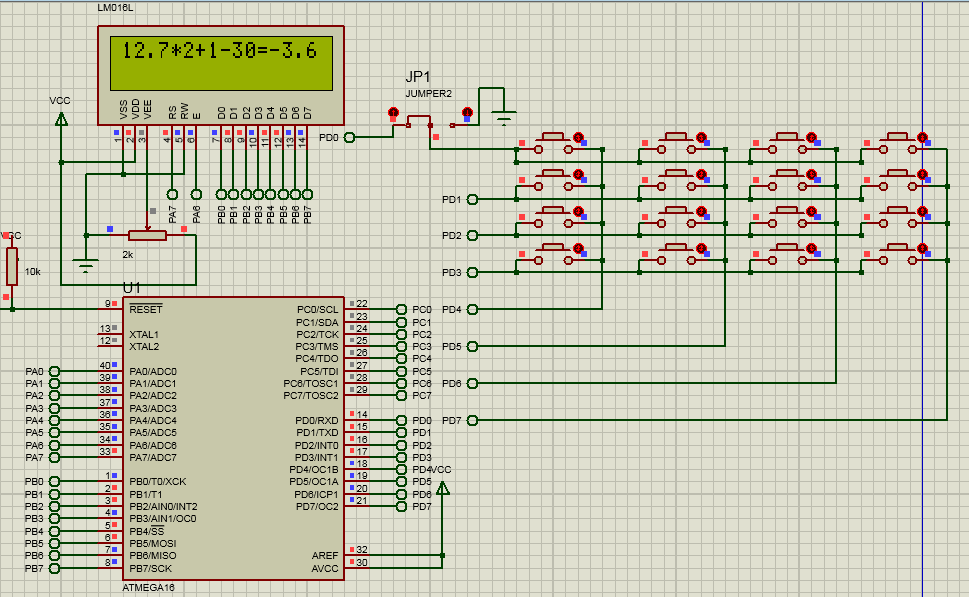 LM016L
12.7*2+1-30=-3.6
VSS VDD VEE RS RW E D0 D1 D2 D3 D4 D5 D6 D7
1 2 3 4 5 6 7 8 9 10 11 12 13 14
VCC
PA7 PA6 PB0 PB1 PB2 PB3 PB4 PB5 PB6 PB7
2k
10k
JP1
JUMPER2
PD0
PD1
PD2
PD3
PD4
PD5
PD6
PD7
U1
9 RESET
13 XTAL1
12 XTAL2
PA0 40 PA0/ADC0
PA1 39 PA1/ADC1
PA2 38 PA2/ADC2
PA3 37 PA3/ADC3
PA4 36 PA4/ADC4
PA5 35 PA5/ADC5
PA6 34 PA6/ADC6
PA7 33 PA7/ADC7
PB0 1 PB0/T0/XCK
PB1 2 PB1/T1
PB2 3 PB2/AIN0/INT2
PB3 4 PB3/AIN1/OC0
PB4 5 PB4/SS
PB5 6 PB5/MOSI
PB6 7 PB6/MISO
PB7 8 PB7/SCK
PC0/SCL 22 PC0
PC1/SDA 23 PC1
PC2/TCK 24 PC2
PC3/TMS 25 PC3
PC4/TDO 26 PC4
PC5/TDI 27 PC5
PC6/TOSC1 28 PC6
PC7/TOSC2 29 PC7
PD0/RXD 14 PD0
PD1/TXD 15 PD1
PD2/INT0 16 PD2
PD3/INT1 17 PD3
PD4/OC1B 18 PD4
PD5/OC1A 19 PD5
PD6/ICP1 20 PD6
PD7/OC2 21 PD7
VCC
AREF 32
AVCC 30
ATMEGA16